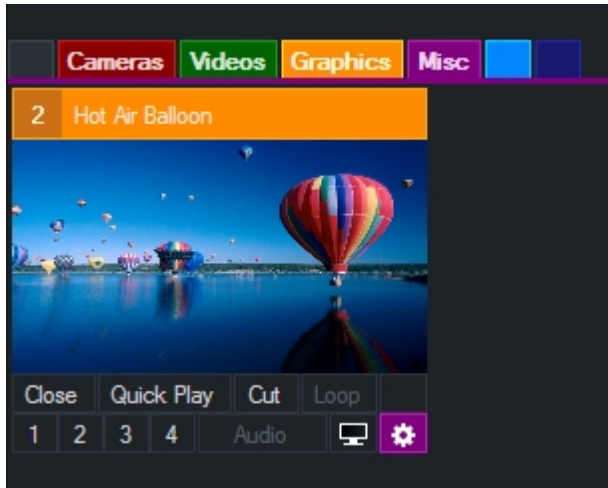 Cameras Videos Graphics Misc
2 Hot Air Balloon
Close Quick Play Cut Loop
1 2 3 4 Audio